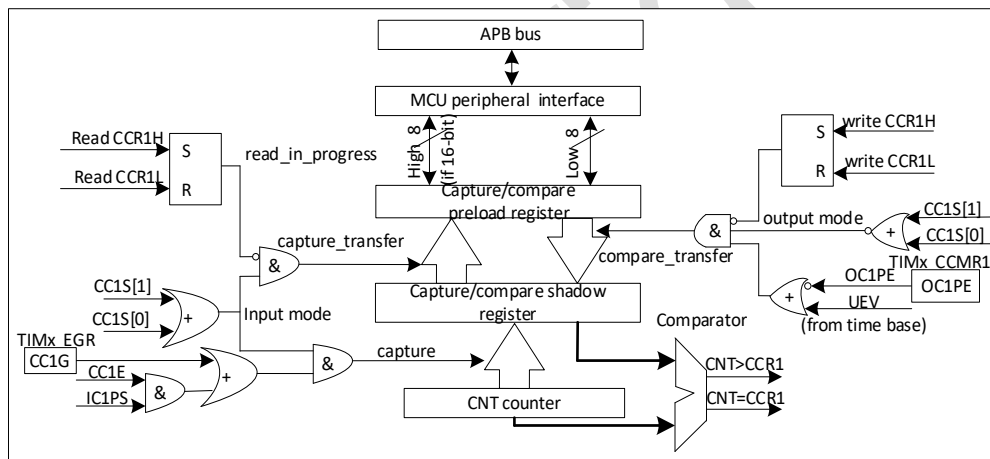 APB bus
MCU peripheral interface
Read CCR1H
Read CCR1L
S
R
read_in_progress
High 8
(if 16-bit)
Low 8
S
R
write CCR1H
write CCR1L
Capture/compare
preload register
capture_transfer
&
compare_transfer
&
output mode
+
CC1S[1]
CC1S[0]
TIMx_CCMR1
OC1PE
OC1PE
UEV
(from time base)
+
CC1S[1]
CC1S[0]
+
Input mode
Capture/compare shadow
register
Comparator
TIMx_EGR
CC1G
CC1E
IC1PS
&
+
&
capture
CNT counter
CNT>CCR1
CNT=CCR1